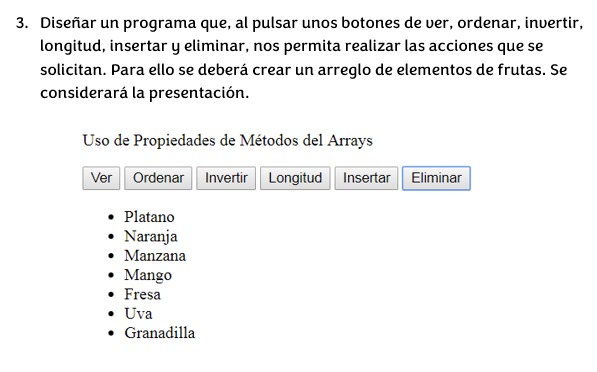 3. Diseñar un programa que, al pulsar unos botones de ver, ordenar, invertir,
longitud, insertar y eliminar, nos permita realizar las acciones que se
solicitan. Para ello se deberá crear un arreglo de elementos de frutas. Se
considerará la presentación.
Uso de Propiedades de Métodos del Arrays
Ver Ordenar Invertir Longitud Insertar Eliminar
• Platano
• Naranja
• Manzana
• Mango
• Fresa
• Uva
• Granadilla